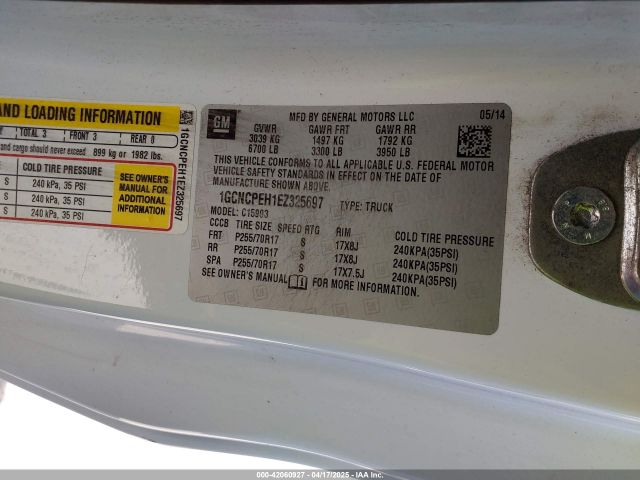 AND LOADING INFORMATION
TOTAL 3 FRONT 3 REAR 0
and cargo should never exceed 899 kg or 1982 lbs.
COLD TIRE PRESSURE
S 240 kPa, 35 PSI
S 240 kPa, 35 PSI
S 240 kPa, 35 PSI
SEE OWNER'S
MANUAL FOR
ADDITIONAL
INFORMATION
1GCNCPEH1EZ325697
GM
MFD BY GENERAL MOTORS LLC 05/14
GVWR GAWR FRT GAWR RR
3039 KG 1497 KG 1792 KG
6700 LB 3300 LB 3950 LB
THIS VEHICLE CONFORMS TO ALL APPLICABLE U.S. FEDERAL MOTOR
VEHICLE SAFETY STANDARDS IN EFFECT ON THE DATE OF
MANUFACTURE SHOWN ABOVE.
1GCNCPEH1EZ325697 TYPE: TRUCK
MODEL: C15903
CCCB TIRE SIZE SPEED RTG RIM COLD TIRE PRESSURE
FRT P255/70R17 S 17X8J 240KPA(35PSI)
RR P255/70R17 S 17X8J 240KPA(35PSI)
SPA P255/70R17 S 17X7.5J 240KPA(35PSI)
SEE OWNER'S MANUAL FOR MORE INFORMATION.
000-42060927 - 04/17/2025 - IAAI.COM